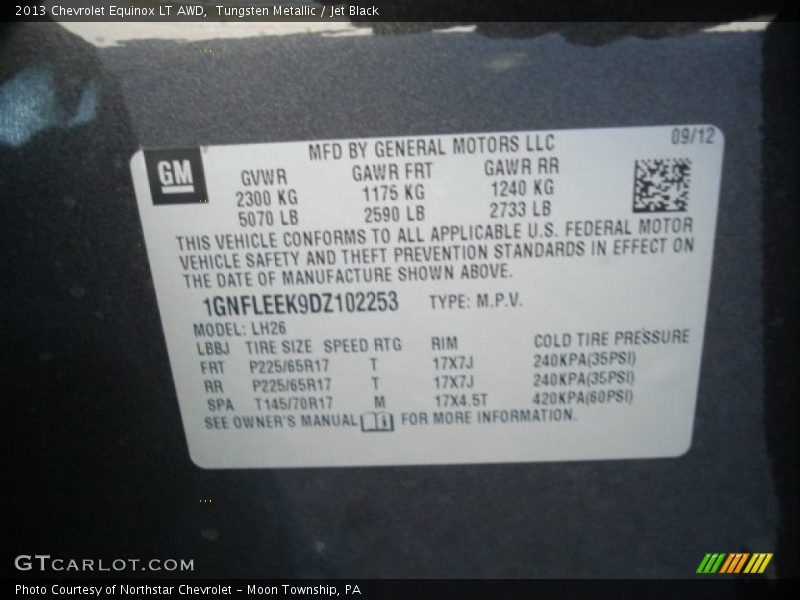 2013 Chevrolet Equinox LT AWD, Tungsten Metallic / Jet Black
09/12
MFD BY GENERAL MOTORS LLC
GM
GVWR GAWR FRT GAWR RR
2300 KG 1175 KG 1240 KG
5070 LB 2590 LB 2733 LB
THIS VEHICLE CONFORMS TO ALL APPLICABLE U.S. FEDERAL MOTOR
VEHICLE SAFETY AND THEFT PREVENTION STANDARDS IN EFFECT ON
THE DATE OF MANUFACTURE SHOWN ABOVE.
1GNFLEEK9DZ102253 TYPE: M.P.V.
MODEL: LH26
LBBJ TIRE SIZE SPEED RTG RIM COLD TIRE PRESSURE
FRT P225/65R17 T 17X7J 240KPA(35PSI)
RR P225/65R17 T 17X7J 240KPA(35PSI)
SPA T145/70R17 M 17X4.5T 420KPA(60PSI)
SEE OWNER'S MANUAL FOR MORE INFORMATION.
GTCARLOT.COM
Photo Courtesy of Northstar Chevrolet - Moon Township, PA